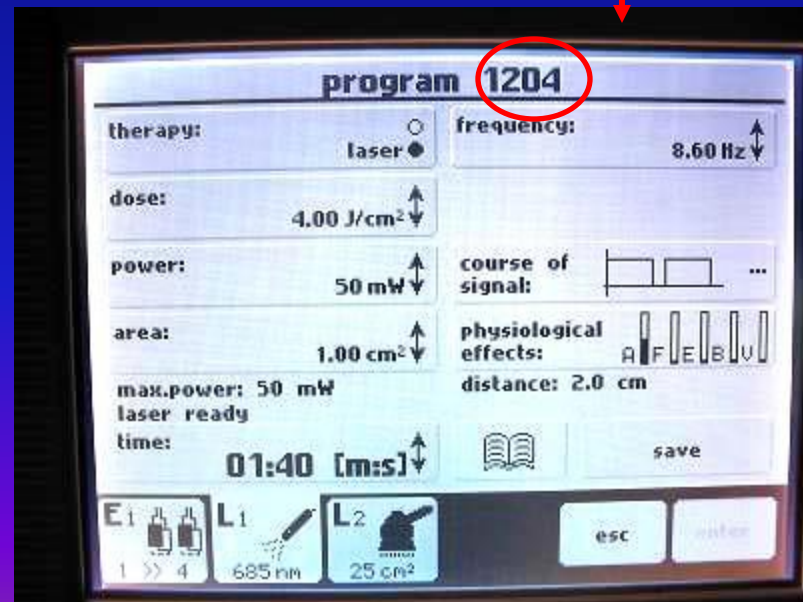 program 1204
therapy:
laser
frequency:
8.60 Hz
dose:
4.00 J/cm²
power:
50 mW
course of
signal:
...
area:
1.00 cm²
physiological
effects:
A F E B V
max.power: 50 mW
laser ready
distance: 2.0 cm
time:
01:40 [m:s]
save
E1
1 >> 4
L1
685 nm
L2
25 cm²
esc
enter